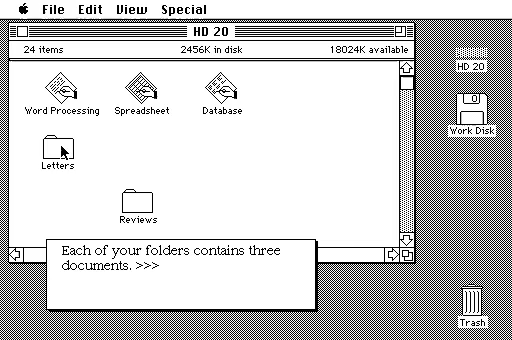 File Edit View Special
HD 20
24 items 2456K in disk 18024K available
HD 20
Word Processing Spreadsheet Database
0
Work Disk
Letters
Reviews
Each of your folders contains three
documents. >>>
Trash